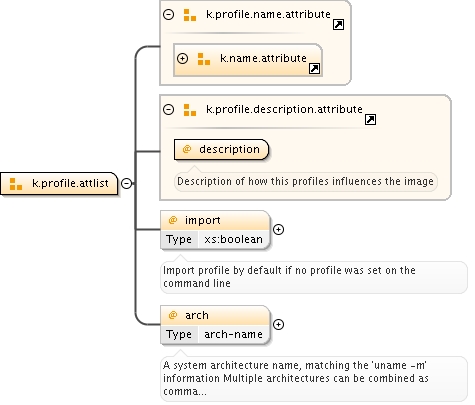 k.profile.name.attribute
k.name.attribute
k.profile.description.attribute
@ description
Description of how this profiles influences the image
k.profile.attlist
@ import
Type xs:boolean
Import profile by default if no profile was set on the
command line
@ arch
Type arch-name
A system architecture name, matching the 'uname -m'
information Multiple architectures can be combined as
comma...